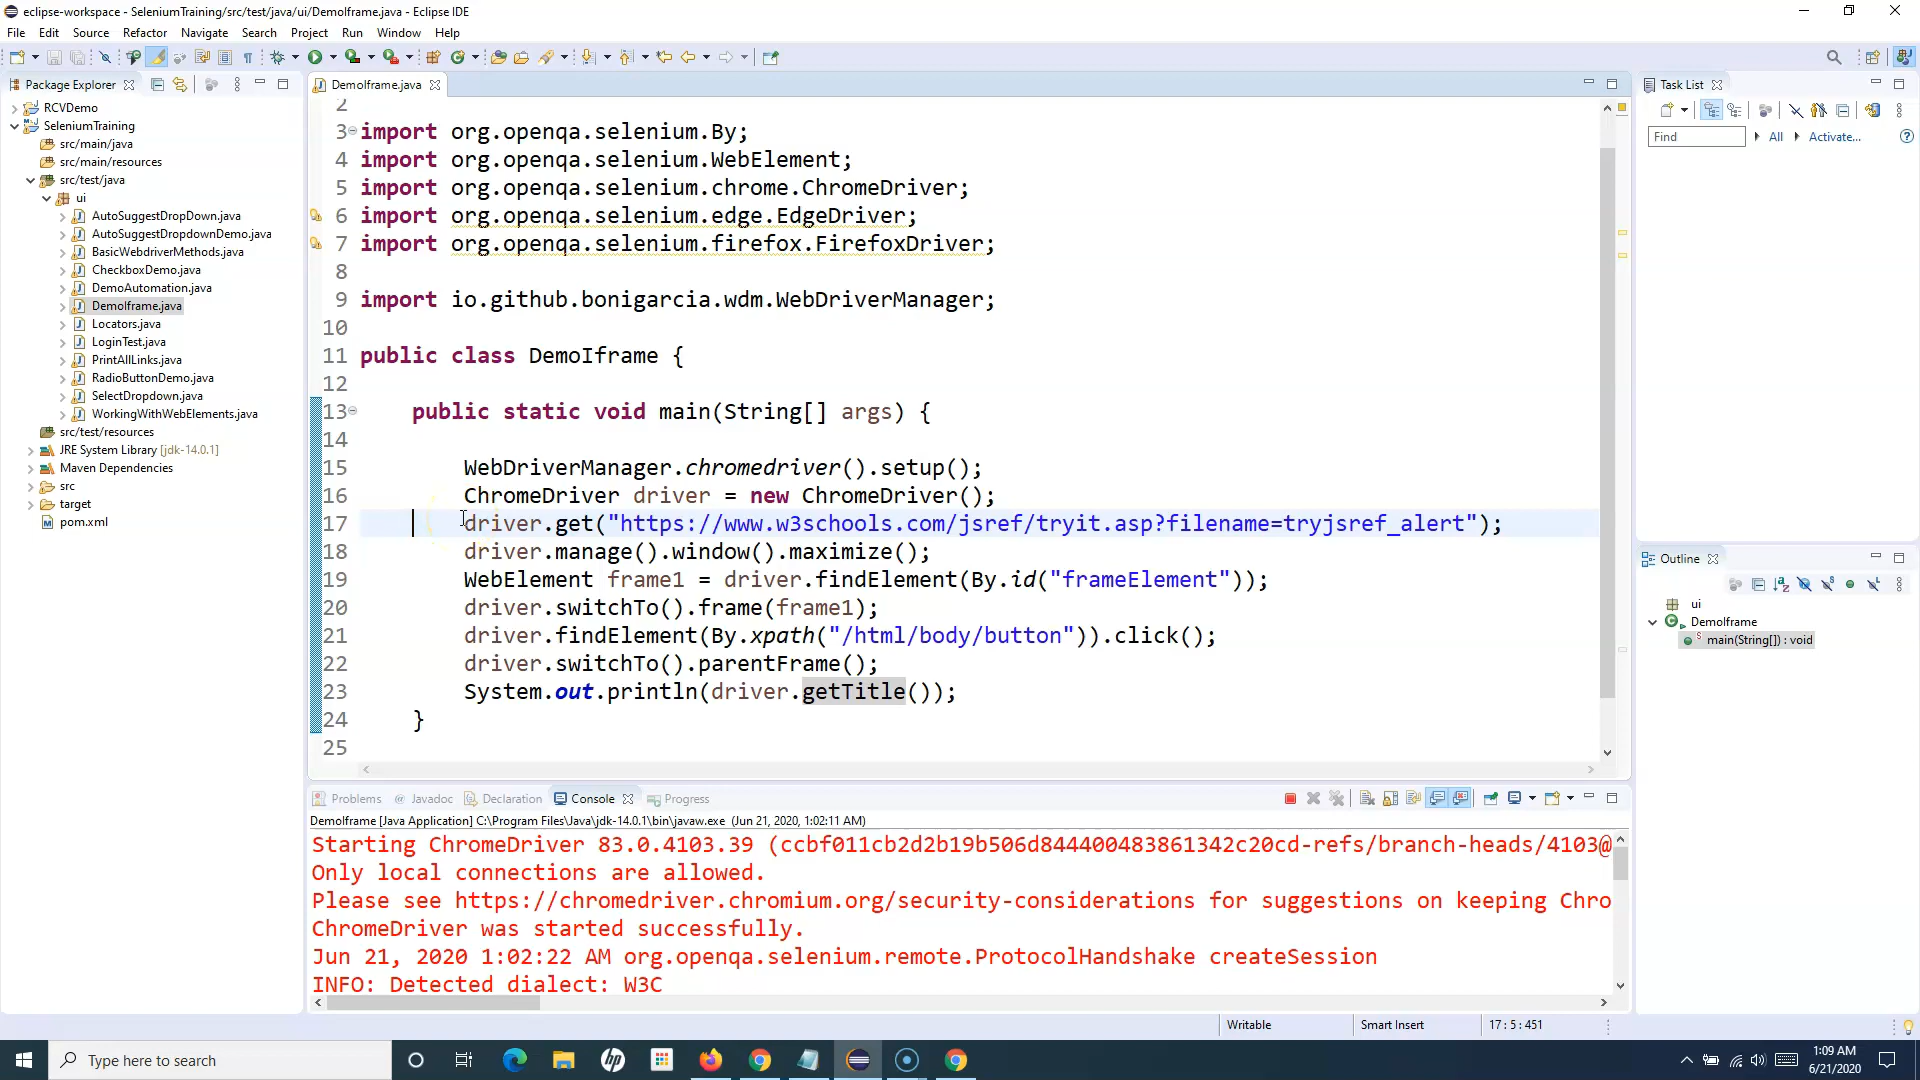 eclipse-workspace - SeleniumTraining/src/test/java/ui/DemoIframe.java - Eclipse IDE
File Edit Source Refactor Navigate Search Project Run Window Help
Package Explorer
RCVDemo
SeleniumTraining
src/main/java
src/main/resources
src/test/java
ui
AutoSuggestDropDown.java
AutoSuggestDropdownDemo.java
BasicWebdriverMethods.java
CheckboxDemo.java
DemoAutomation.java
DemoIframe.java
Locators.java
LoginTest.java
PrintAllLinks.java
RadioButtonDemo.java
SelectDropdown.java
WorkingWithWebElements.java
src/test/resources
JRE System Library [jdk-14.0.1]
Maven Dependencies
src
target
pom.xml
DemoIframe.java
2
3 import org.openqa.selenium.By;
4 import org.openqa.selenium.WebElement;
5 import org.openqa.selenium.chrome.ChromeDriver;
6 import org.openqa.selenium.edge.EdgeDriver;
7 import org.openqa.selenium.firefox.FirefoxDriver;
8
9 import io.github.bonigarcia.wdm.WebDriverManager;
10
11 public class DemoIframe {
12
13 public static void main(String[] args) {
14
15 WebDriverManager.chromedriver().setup();
16 ChromeDriver driver = new ChromeDriver();
17 driver.get("https://www.w3schools.com/jsref/tryit.asp?filename=tryjsref_alert");
18 driver.manage().window().maximize();
19 WebElement frame1 = driver.findElement(By.id("frameElement"));
20 driver.switchTo().frame(frame1);
21 driver.findElement(By.xpath("/html/body/button")).click();
22 driver.switchTo().parentFrame();
23 System.out.println(driver.getTitle());
24 }
25
Problems Javadoc Declaration Console Progress
DemoIframe [Java Application] C:\Program Files\Java\jdk-14.0.1\bin\javaw.exe (Jun 21, 2020, 1:02:11 AM)
Starting ChromeDriver 83.0.4103.39 (ccbf011cb2d2b19b506d844400483861342c20cd-refs/branch-heads/4103@
Only local connections are allowed.
Please see https://chromedriver.chromium.org/security-considerations for suggestions on keeping Chro
ChromeDriver was started successfully.
Jun 21, 2020 1:02:22 AM org.openqa.selenium.remote.ProtocolHandshake createSession
INFO: Detected dialect: W3C
Task List
Find All Activate...
Outline
ui
DemoIframe
main(String[]) : void
Writable Smart Insert 17 : 5 : 451
Type here to search
1:09 AM
6/21/2020